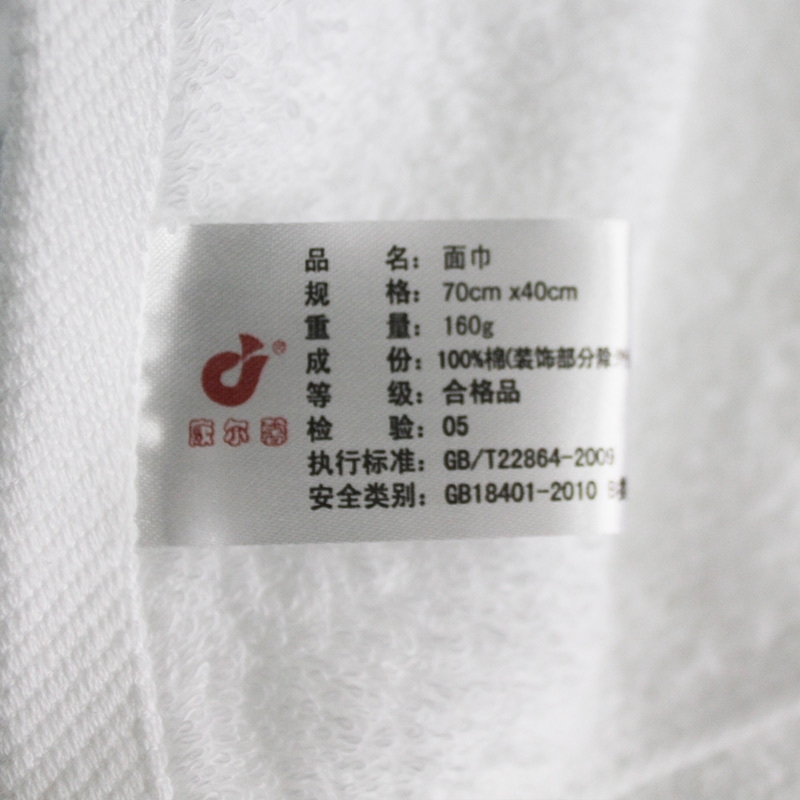 品 名：面巾
规 格：70cm x40cm
重 量：160g
成 份：100%棉(装饰部分除
等 级：合格品
检 验：05
执行标准：GB/T22864-2009
安全类别：GB18401-2010 B类
康尔馨
®